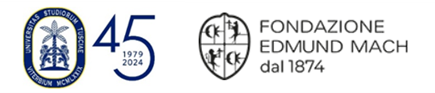 UNIVERSITAS STUDIORUM TUSCIAE
VITERBIUM MCMLXXIX
45
1979
2024
FONDAZIONE
EDMUND MACH
dal 1874